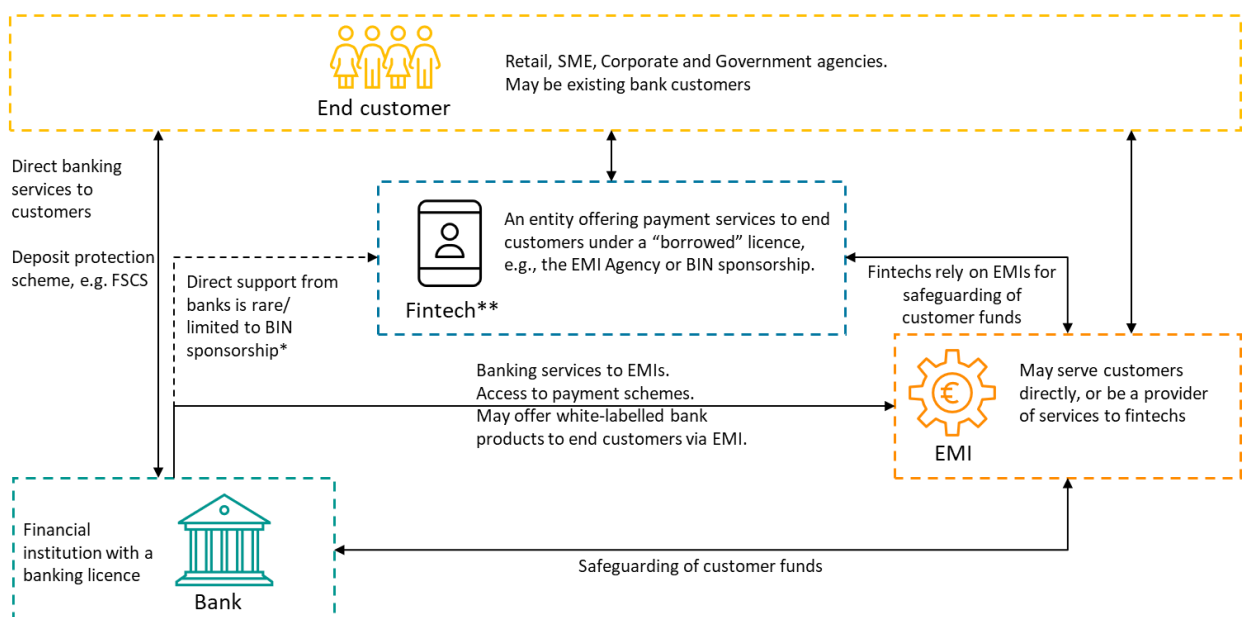 Retail, SME, Corporate and Government agencies.
May be existing bank customers
End customer
Direct banking
services to
customers
Deposit protection
scheme, e.g. FSCS
An entity offering payment services to end
customers under a “borrowed” licence,
e.g., the EMI Agency or BIN sponsorship.
Fintech**
Direct support from
banks is rare/
limited to BIN
sponsorship*
Fintechs rely on EMIs for
safeguarding of
customer funds
Banking services to EMIs.
Access to payment schemes.
May offer white-labelled bank
products to end customers via EMI.
€
May serve customers
directly, or be a provider
of services to fintechs
EMI
Financial
institution with a
banking licence
Bank
Safeguarding of customer funds